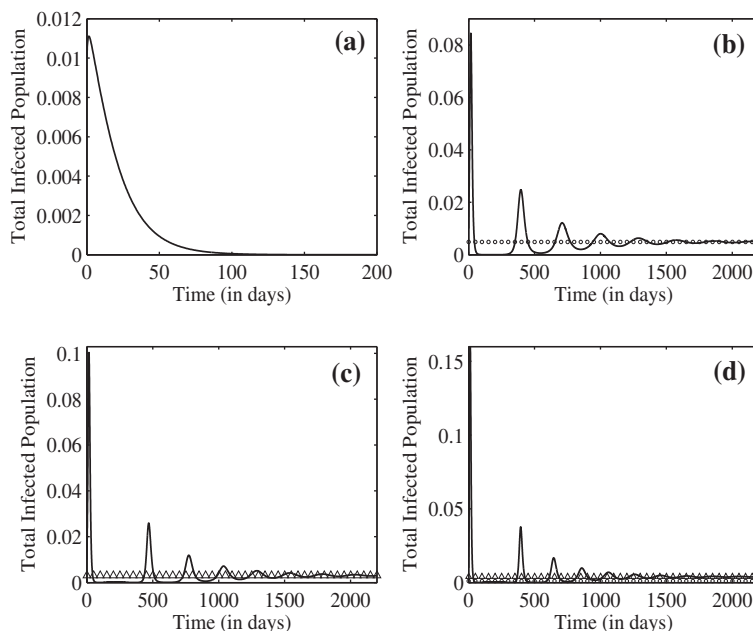 (a)
Total Infected Population
0.012
0.01
0.008
0.006
0.004
0.002
0
0 50 100 150 200
Time (in days)
(b)
Total Infected Population
0.08
0.06
0.04
0.02
0
0 500 1000 1500 2000
Time (in days)
(c)
Total Infected Population
0.1
0.08
0.06
0.04
0.02
0
0 500 1000 1500 2000
Time (in days)
(d)
Total Infected Population
0.15
0.1
0.05
0
0 500 1000 1500 2000
Time (in days)